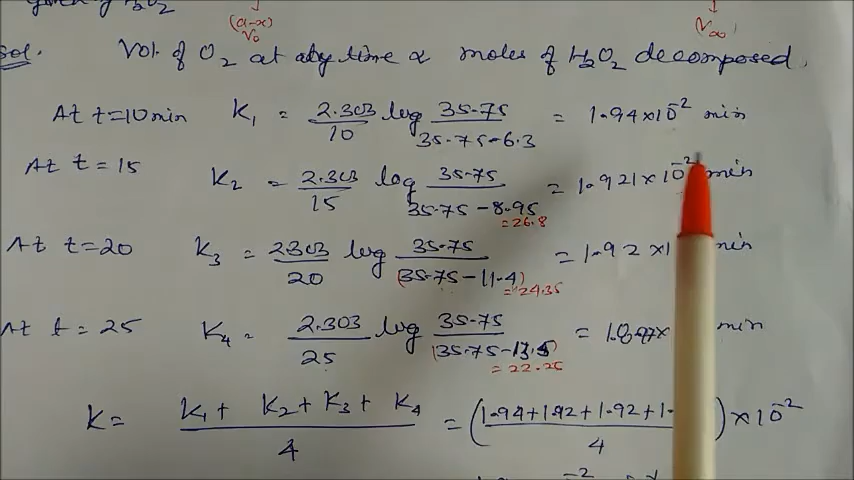 H₂O₂
(a-x)
V₀
V∞
Sol. Vol. of O₂ at any time ∝ moles of H₂O₂ decomposed.
At t=10min K₁ = 2.303/10 log 35.75/35.75-6.3 = 1.94×10⁻² min
At t = 15 K₂ = 2.303/15 log 35.75/35.75-8.95 = 1.921×10⁻² min
=26.8
At t=20 K₃ = 2303/20 log 35.75/(35.75-11.4) = 1.92×1 min
=24.35
At t = 25 K₄ = 2.303/25 log 35.75/(35.75-13.5) = min
=22.25
K = K₁+ K₂+K₃+ K₄/4 = (1.94+1.92+1.92+1. /4)×10⁻²